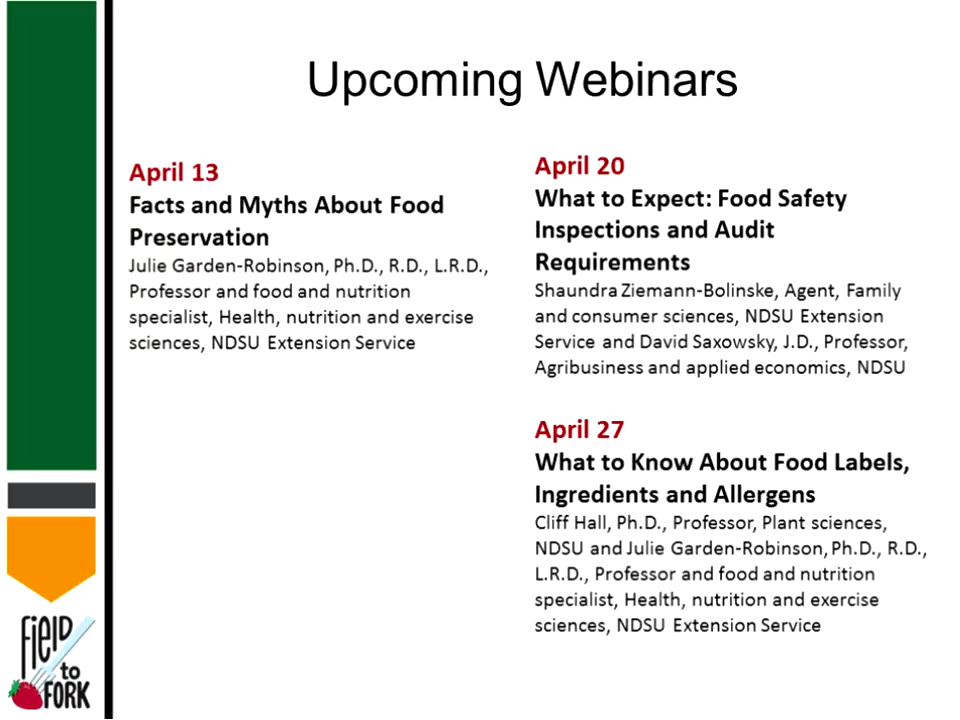 Upcoming Webinars
April 13
Facts and Myths About Food
Preservation
Julie Garden-Robinson, Ph.D., R.D., L.R.D.,
Professor and food and nutrition
specialist, Health, nutrition and exercise
sciences, NDSU Extension Service
April 20
What to Expect: Food Safety
Inspections and Audit
Requirements
Shaundra Ziemann-Bolinske, Agent, Family
and consumer sciences, NDSU Extension
Service and David Saxowsky, J.D., Professor,
Agribusiness and applied economics, NDSU
April 27
What to Know About Food Labels,
Ingredients and Allergens
Cliff Hall, Ph.D., Professor, Plant sciences,
NDSU and Julie Garden-Robinson, Ph.D., R.D.,
L.R.D., Professor and food and nutrition
specialist, Health, nutrition and exercise
sciences, NDSU Extension Service
FiELD
to
FORK